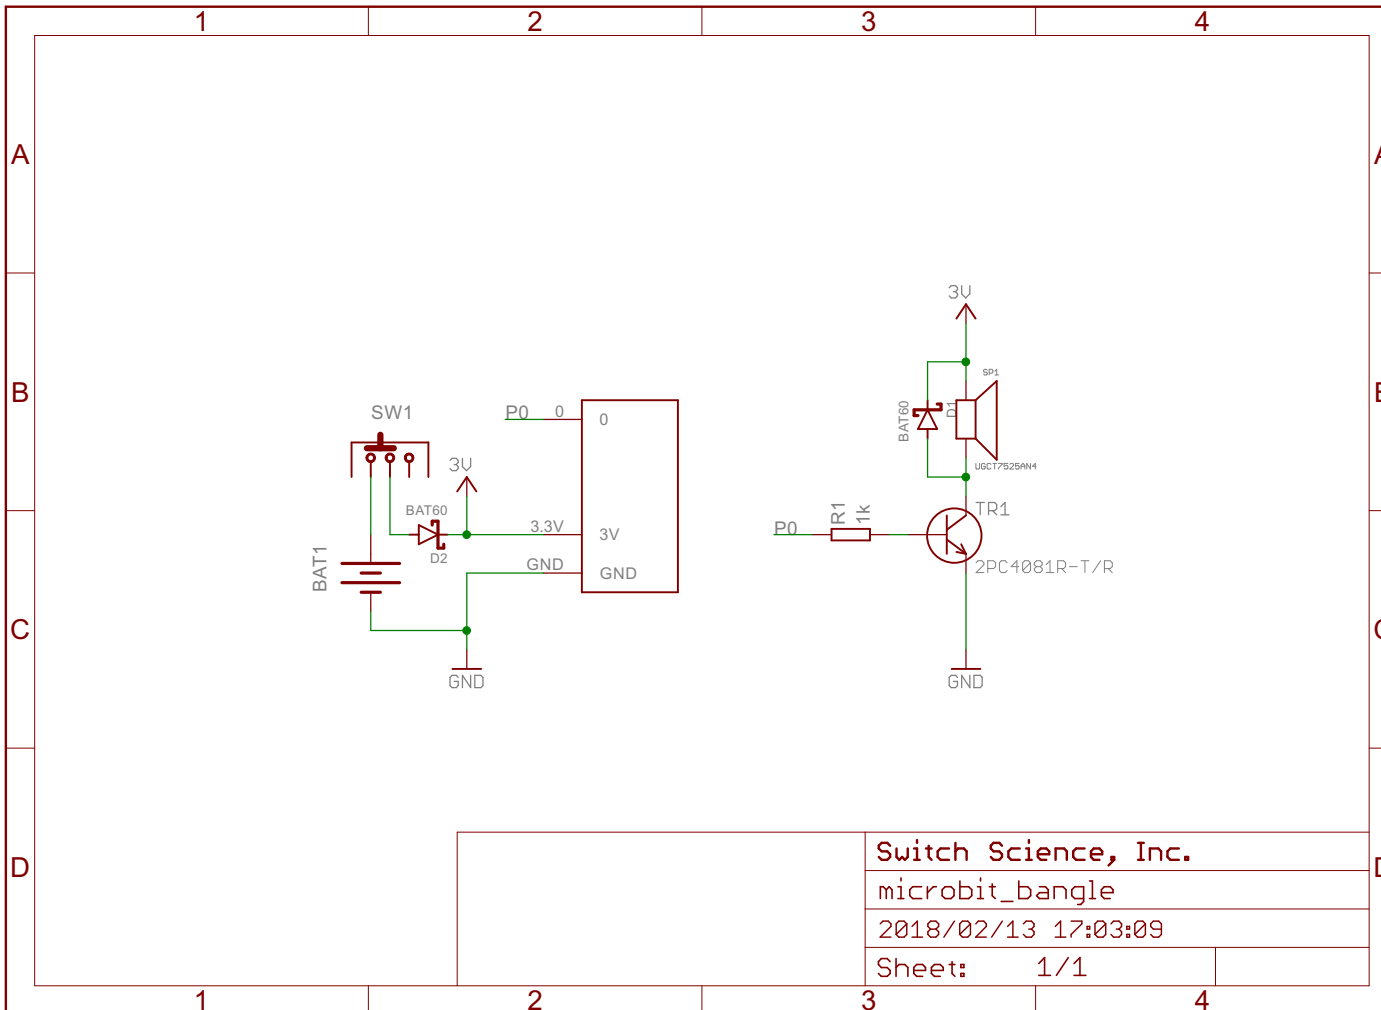 1 2 3 4
A A
3V
SP1
B B
BAT60
D1
SW1
P0 0 0
3V
UGCT7525AN4
BAT60
R1
1k
TR1
3.3V 3V
P0
D2
BAT1
GND GND
2PC4081R-T/R
C C
GND GND
Switch Science, Inc.
D D
microbit_bangle
2018/02/13 17:03:09
Sheet: 1/1
1 2 3 4